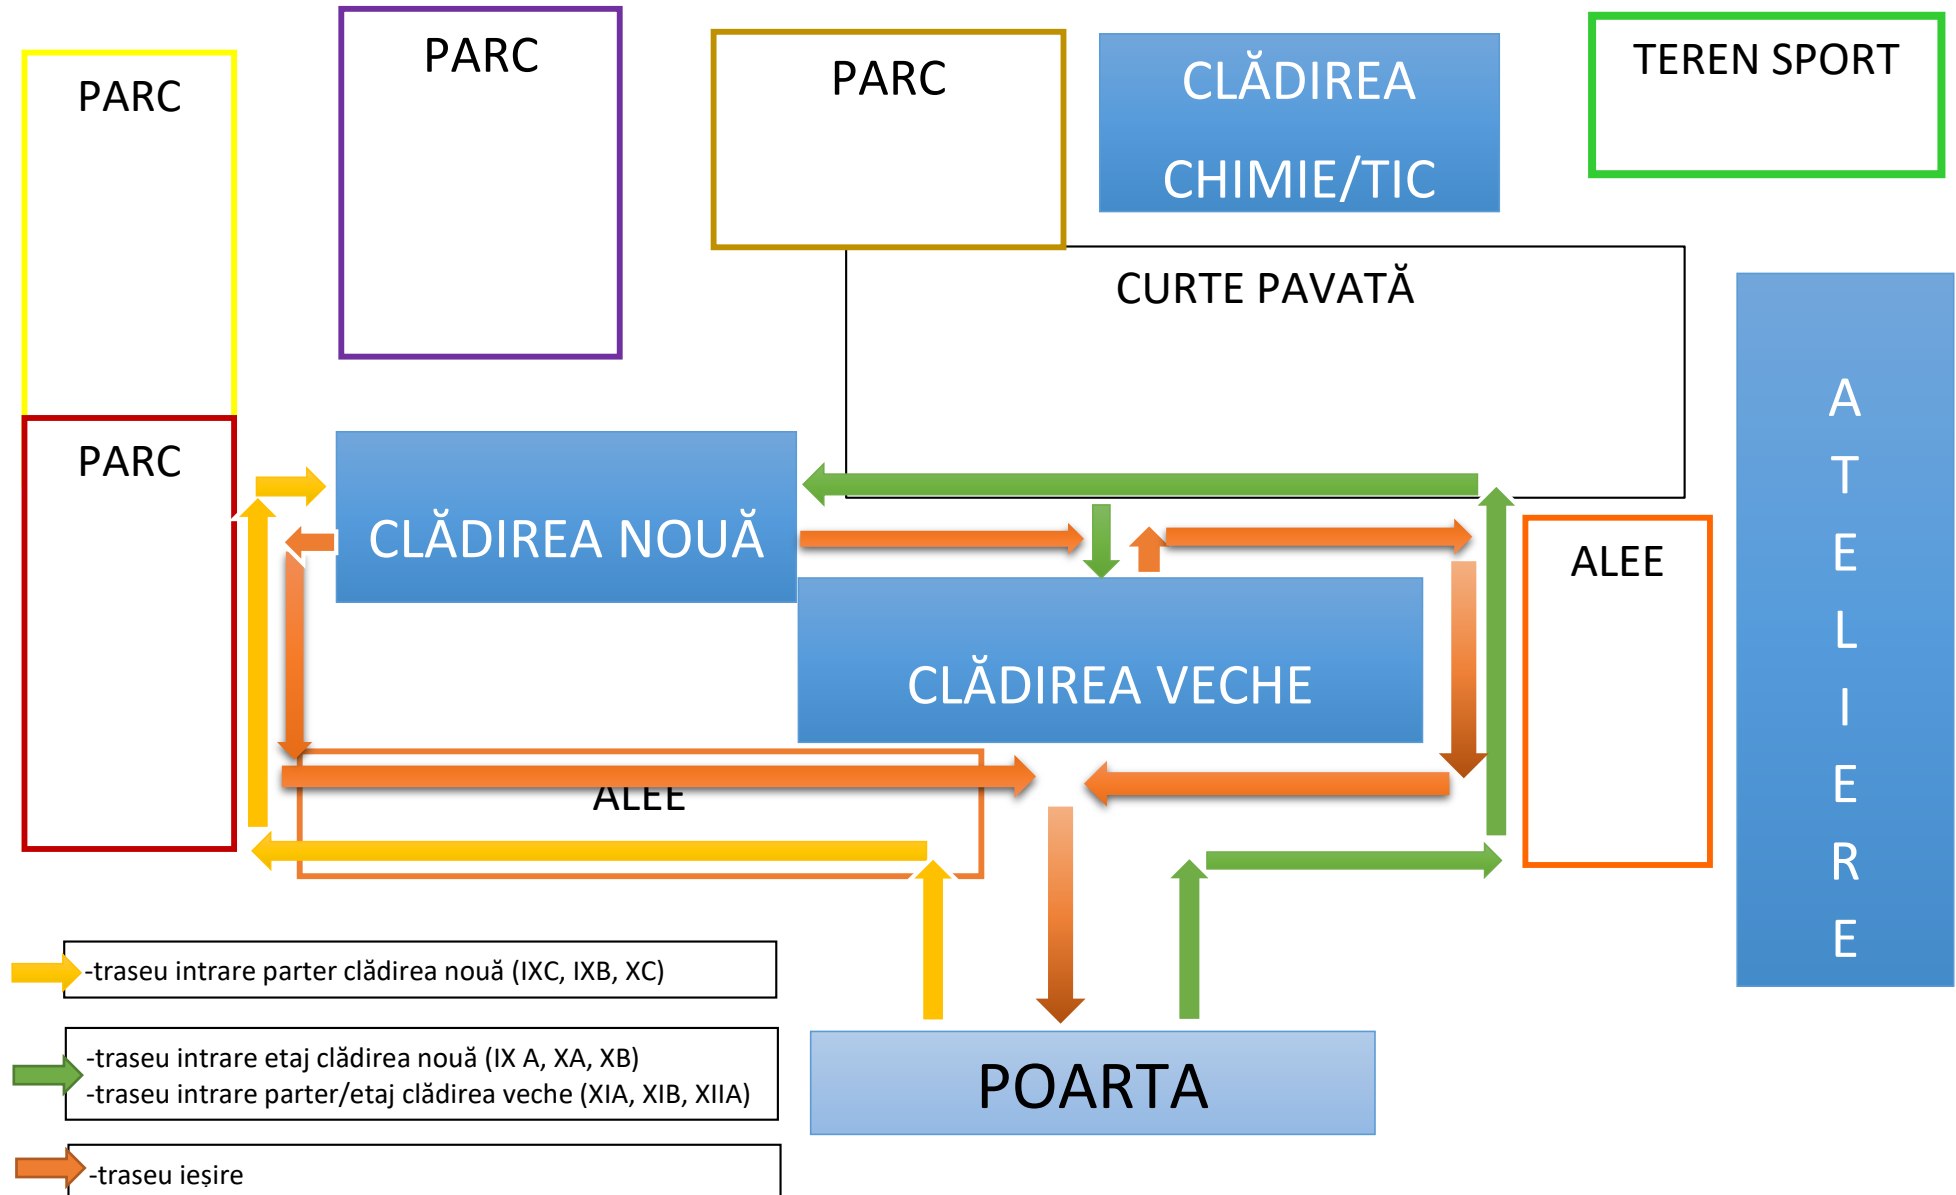 PARC
PARC
PARC
CLĂDIREA
CHIMIE/TIC
TEREN SPORT
CURTE PAVATĂ
PARC
CLĂDIREA NOUĂ
ALEE
A
T
E
L
I
E
R
E
CLĂDIREA VECHE
ALEE
-traseu intrare parter clădirea nouă (IXC, IXB, XC)
-traseu intrare etaj clădirea nouă (IX A, XA, XB)
-traseu intrare parter/etaj clădirea veche (XIA, XIB, XIIA)
POARTA
-traseu ieșire